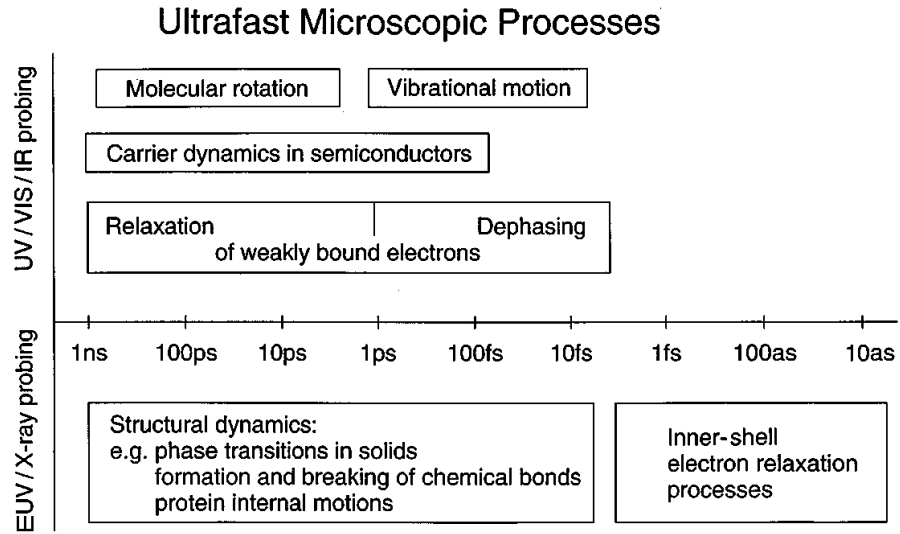 Ultrafast Microscopic Processes
UV/VIS/IR probing
Molecular rotation
Vibrational motion
Carrier dynamics in semiconductors
Relaxation
Dephasing
of weakly bound electrons
1ns 100ps 10ps 1ps 100fs 10fs 1fs 100as 10as
EUV/X-ray probing
Structural dynamics:
e.g. phase transitions in solids
formation and breaking of chemical bonds
protein internal motions
Inner-shell
electron relaxation
processes